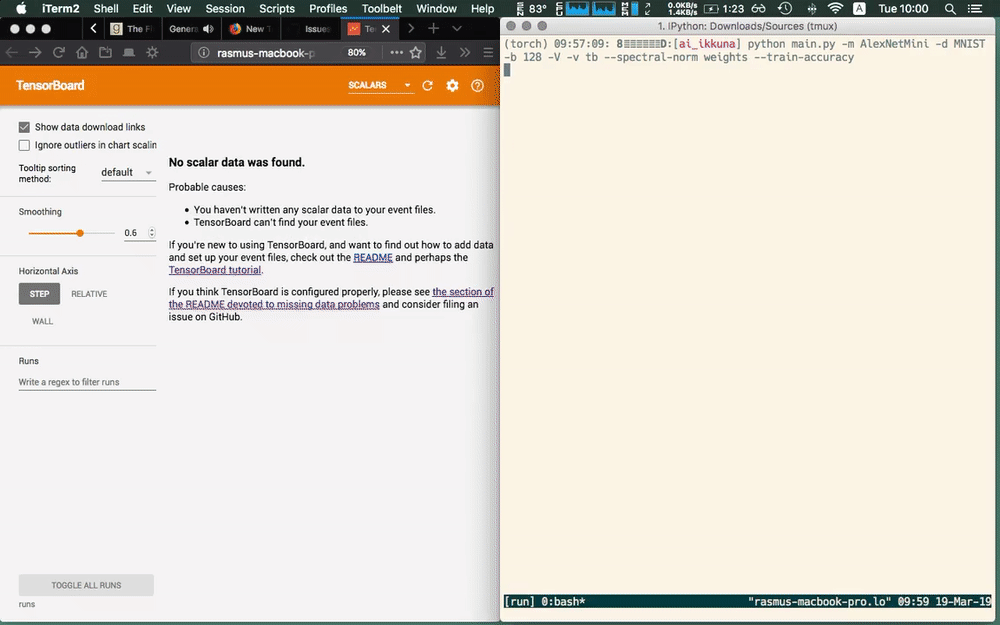 iTerm2 Shell Edit View Session Scripts Profiles Toolbelt Window Help 83° 0.0KB/s 1.4KB/s 1:23 A Tue 10:00
The Fi Genera New T Issues Te
rasmus-macbook-p 80%
TensorBoard SCALARS
Show data download links
Ignore outliers in chart scalin
Tooltip sorting method: default
Smoothing
0.6
Horizontal Axis
STEP RELATIVE
WALL
Runs
Write a regex to filter runs
TOGGLE ALL RUNS
runs
No scalar data was found.
Probable causes:
• You haven't written any scalar data to your event files.
• TensorBoard can't find your event files.
If you're new to using TensorBoard, and want to find out how to add data
and set up your event files, check out the README and perhaps the
TensorBoard tutorial.
If you think TensorBoard is configured properly, please see the section of
the README devoted to missing data problems and consider filing an
issue on GitHub.
1. IPython: Downloads/Sources (tmux)
(torch) 09:57:09: 8≡≡≡≡≡≡D:[ai_ikkuna] python main.py -m AlexNetMini -d MNIST
-b 128 -V -v tb --spectral-norm weights --train-accuracy
[run] 0:bash* "rasmus-macbook-pro.lo" 09:59 19-Mar-19